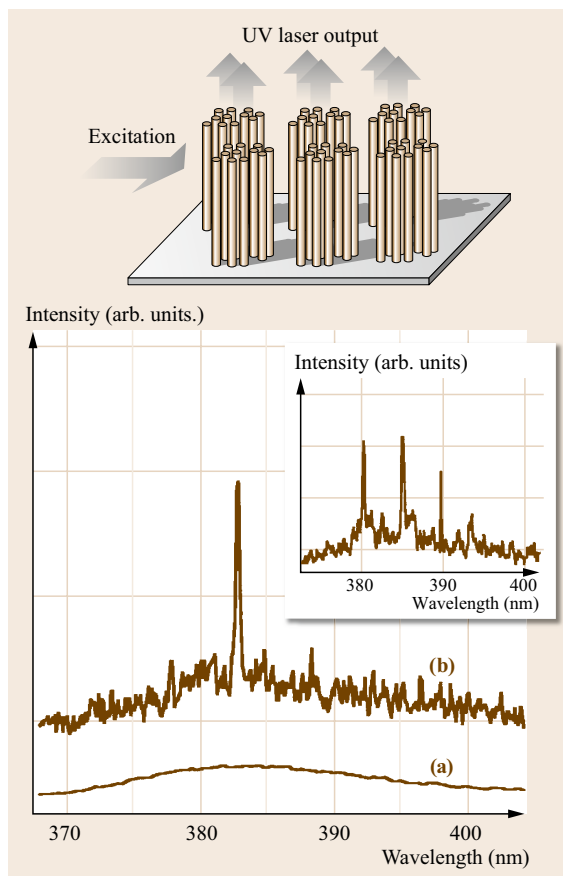 UV laser output
Excitation
Intensity (arb. units.)
Intensity (arb. units)
380 390 400
Wavelength (nm)
(b)
(a)
370 380 390 400
Wavelength (nm)